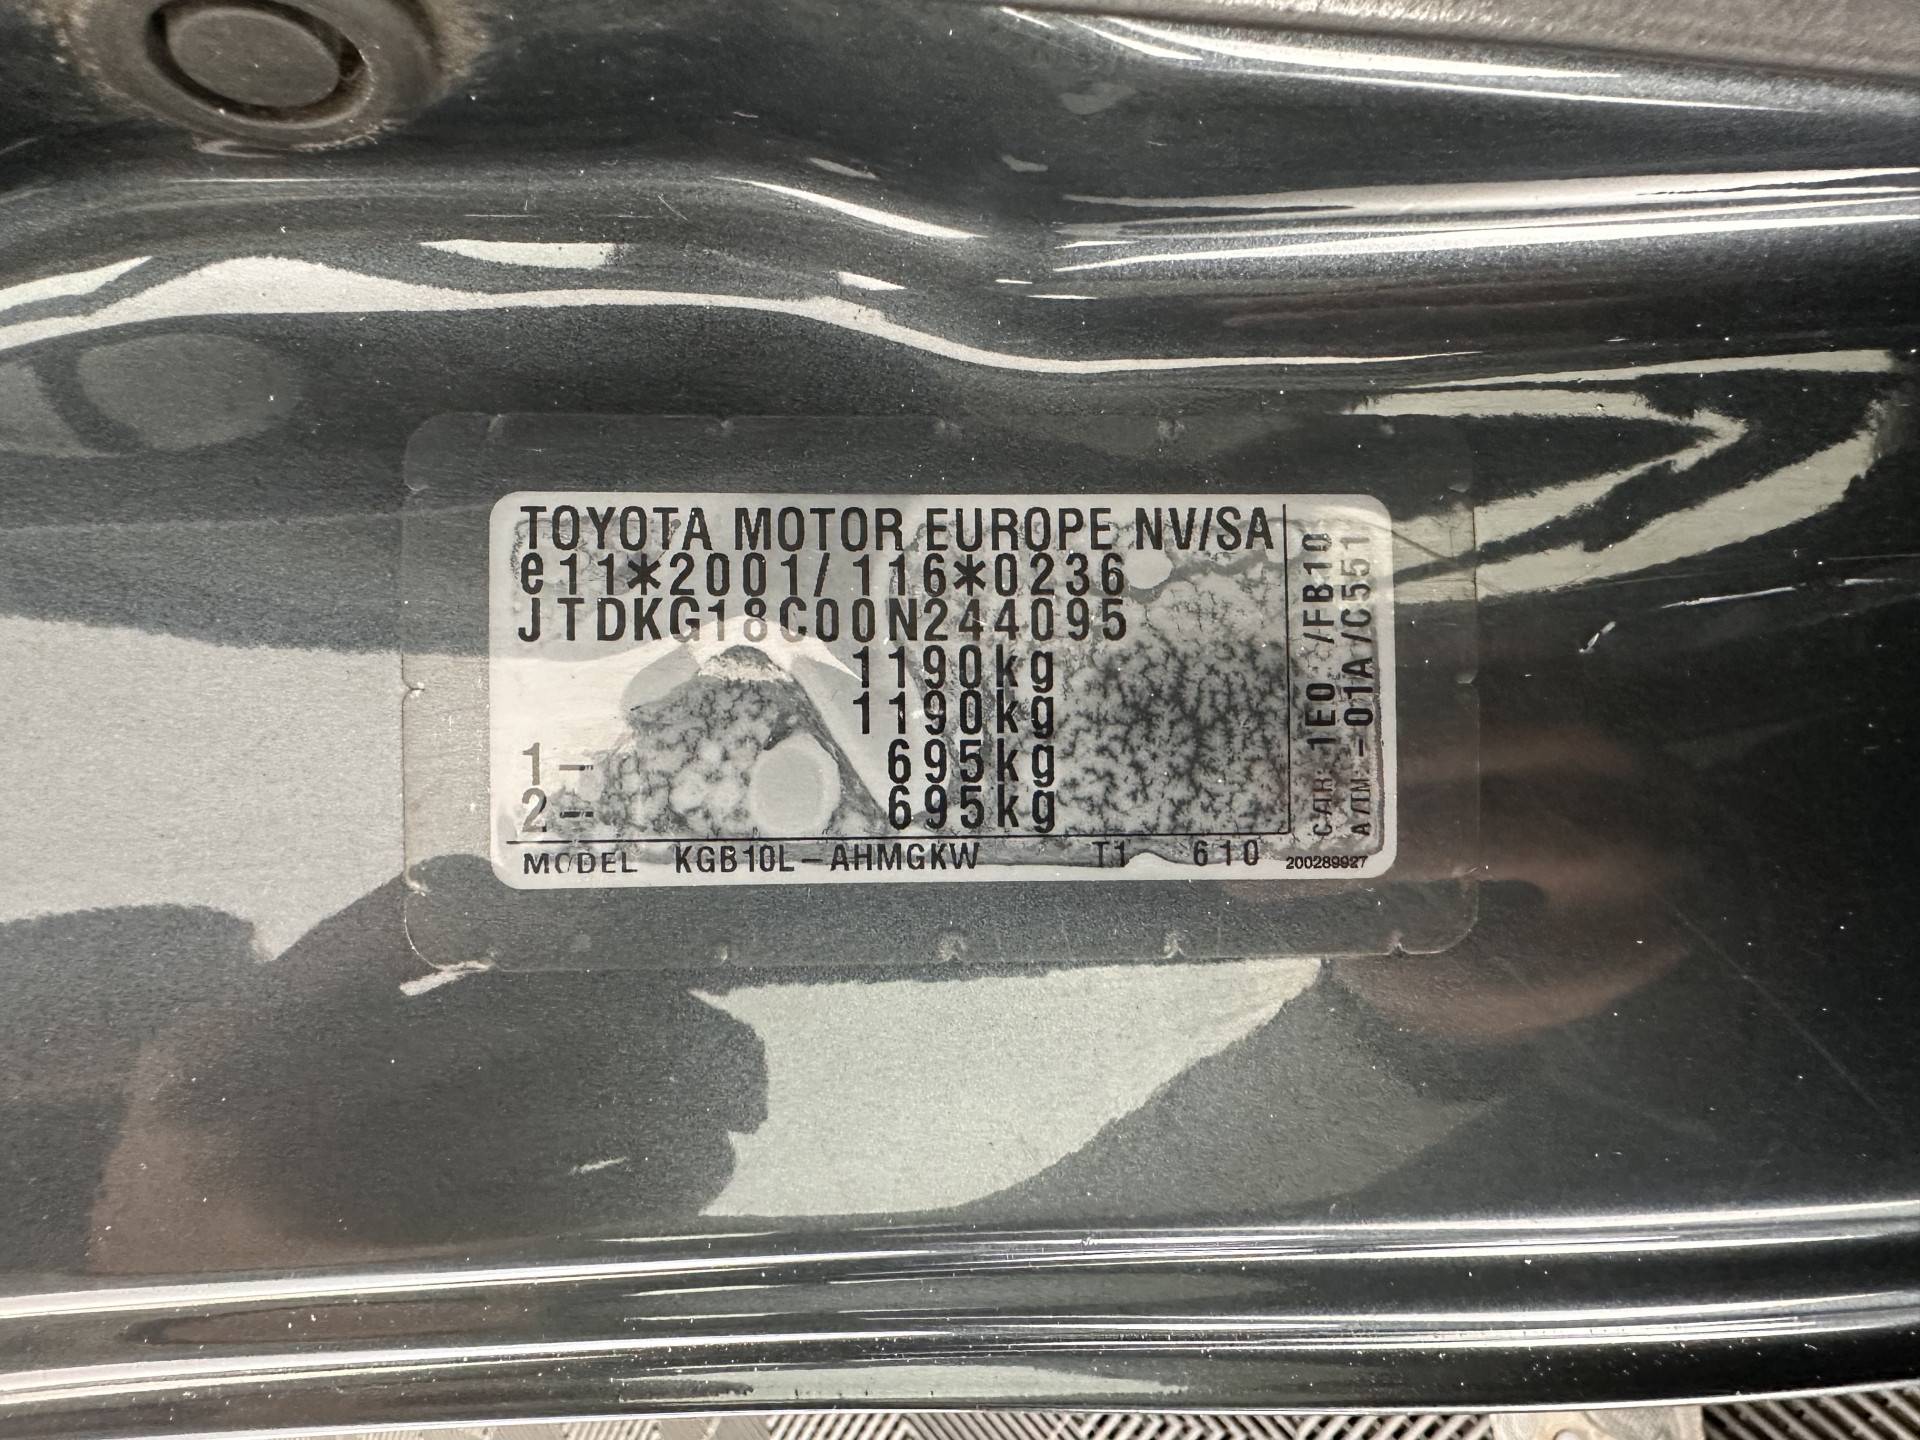 TOYOTA MOTOR EUROPE NV/SA
e11*2001/116*0236
JTDKG18C00N244095
1190kg
1190kg
1- 695kg
2- 695kg
MODEL KGB10L-AHMGKW T1 610
C/TR 1E0 /FB10
A/TM -01A/C551
200289927